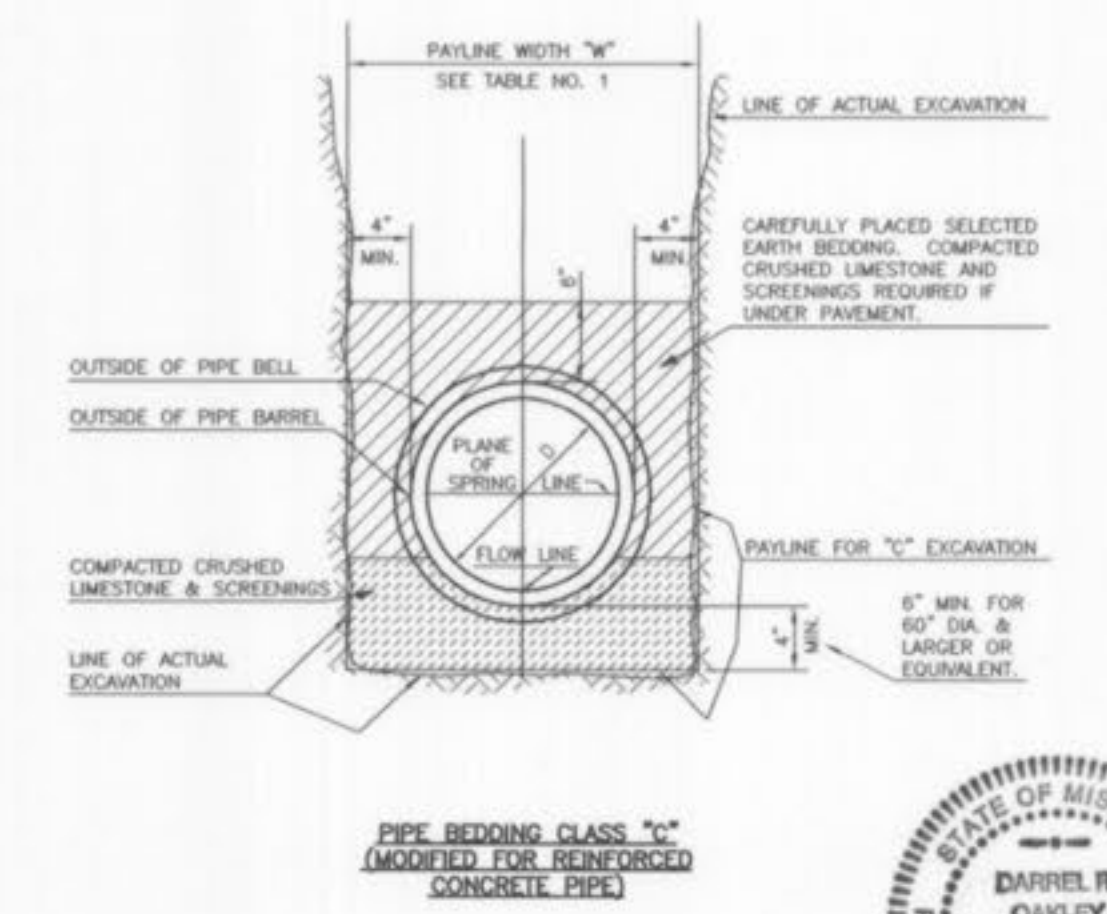 PAYLINE WIDTH "W"
SEE TABLE NO. 1
LINE OF ACTUAL EXCAVATION
4"
MIN.
4"
MIN.
6"
CAREFULLY PLACED SELECTED
EARTH BEDDING. COMPACTED
CRUSHED LIMESTONE AND
SCREENINGS REQUIRED IF
UNDER PAVEMENT.
OUTSIDE OF PIPE BELL
OUTSIDE OF PIPE BARREL
PLANE
OF
SPRING LINE
D
FLOW LINE
PAYLINE FOR "C" EXCAVATION
COMPACTED CRUSHED
LIMESTONE & SCREENINGS
4"
MIN.
6" MIN. FOR
60" DIA. &
LARGER OR
EQUIVALENT.
LINE OF ACTUAL
EXCAVATION
PIPE BEDDING CLASS "C"
(MODIFIED FOR REINFORCED
CONCRETE PIPE)
STATE OF MIS
DARREL
OAKLEY